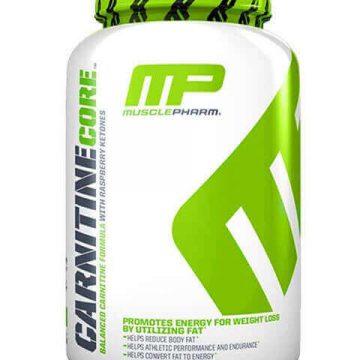 MP
MUSCLEPHARM®
CARNITINECORE™
BALANCED CARNITINE FORMULA WITH RASPBERRY KETONES
PROMOTES ENERGY FOR WEIGHT LOSS
BY UTILIZING FAT*
• HELPS REDUCE BODY FAT*
• HELPS ATHLETIC PERFORMANCE AND ENDURANCE*
• HELPS CONVERT FAT TO ENERGY*